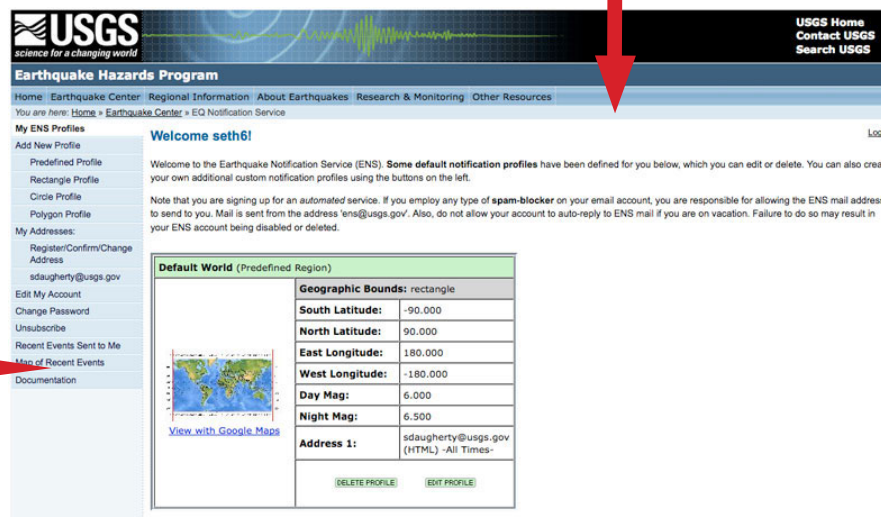 USGS
science for a changing world
USGS Home
Contact USGS
Search USGS
Earthquake Hazards Program
Home Earthquake Center Regional Information About Earthquakes Research & Monitoring Other Resources
You are here: Home » Earthquake Center » EQ Notification Service
My ENS Profiles
Add New Profile
Predefined Profile
Rectangle Profile
Circle Profile
Polygon Profile
My Addresses:
Register/Confirm/Change
Address
sdaugherty@usgs.gov
Edit My Account
Change Password
Unsubscribe
Recent Events Sent to Me
Map of Recent Events
Documentation
Welcome seth6!
Welcome to the Earthquake Notification Service (ENS). Some default notification profiles have been defined for you below, which you can edit or delete. You can also crea
your own additional custom notification profiles using the buttons on the left.
Note that you are signing up for an automated service. If you employ any type of spam-blocker on your email account, you are responsible for allowing the ENS mail address
to send to you. Mail is sent from the address 'ens@usgs.gov'. Also, do not allow your account to auto-reply to ENS mail if you are on vacation. Failure to do so may result in
your ENS account being disabled or deleted.
Default World (Predefined Region)
View with Google Maps
Geographic Bounds: rectangle
South Latitude: -90.000
North Latitude: 90.000
East Longitude: 180.000
West Longitude: -180.000
Day Mag: 6.000
Night Mag: 6.500
Address 1: sdaugherty@usgs.gov
(HTML) -All Times-
DELETE PROFILE EDIT PROFILE